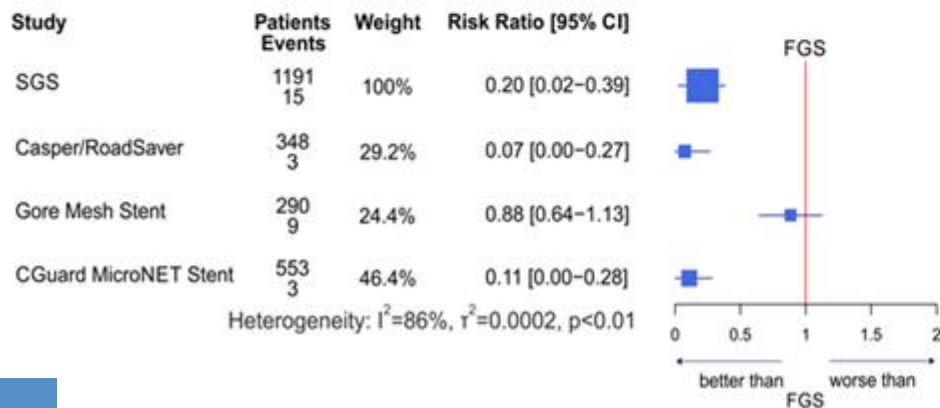 Study Patients Events Weight Risk Ratio [95% CI]
FGS
SGS 1191 15 100% 0.20 [0.02−0.39]
Casper/RoadSaver 348 3 29.2% 0.07 [0.00−0.27]
Gore Mesh Stent 290 9 24.4% 0.88 [0.64−1.13]
CGuard MicroNET Stent 553 3 46.4% 0.11 [0.00−0.28]
Heterogeneity: I²=86%, τ²=0.0002, p<0.01
0 0.5 1 1.5 2
better than worse than
FGS